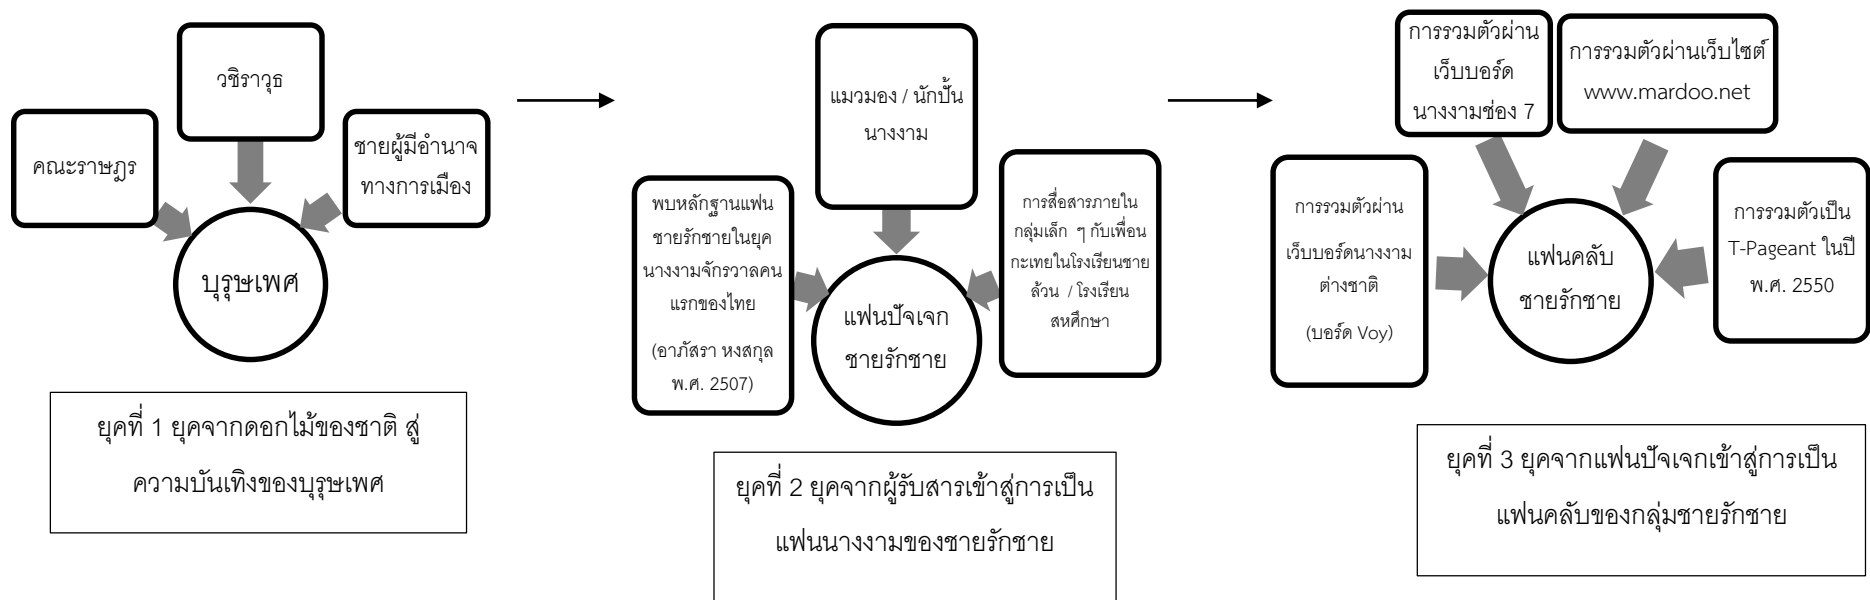 คณะราษฎร
วชิราวุธ
ชายผู้มีอำนาจ
ทางการเมือง
บุรุษเพศ
ยุคที่ 1 ยุคจากดอกไม้ของชาติ สู่
ความบันเทิงของบุรุษเพศ
พบหลักฐานแฟน
ชายรักชายในยุค
นางงามจักรวาลคน
แรกของไทย
(อาภัสรา หงสกุล
พ.ศ. 2507)
แมวมอง / นักปั้น
นางงาม
การสื่อสารภายใน
กลุ่มเล็ก ๆ กับเพื่อน
กะเทยในโรงเรียนชาย
ล้วน / โรงเรียน
สหศึกษา
แฟนปัจเจก
ชายรักชาย
ยุคที่ 2 ยุคจากผู้รับสารเข้าสู่การเป็น
แฟนนางงามของชายรักชาย
การรวมตัวผ่าน
เว็บบอร์ดนางงาม
ต่างชาติ
(บอร์ด Voy)
การรวมตัวผ่าน
เว็บบอร์ด
นางงามช่อง 7
การรวมตัวผ่านเว็บไซต์
www.mardoo.net
การรวมตัวเป็น
T-Pageant ในปี
พ.ศ. 2550
แฟนคลับ
ชายรักชาย
ยุคที่ 3 ยุคจากแฟนปัจเจกเข้าสู่การเป็น
แฟนคลับของกลุ่มชายรักชาย